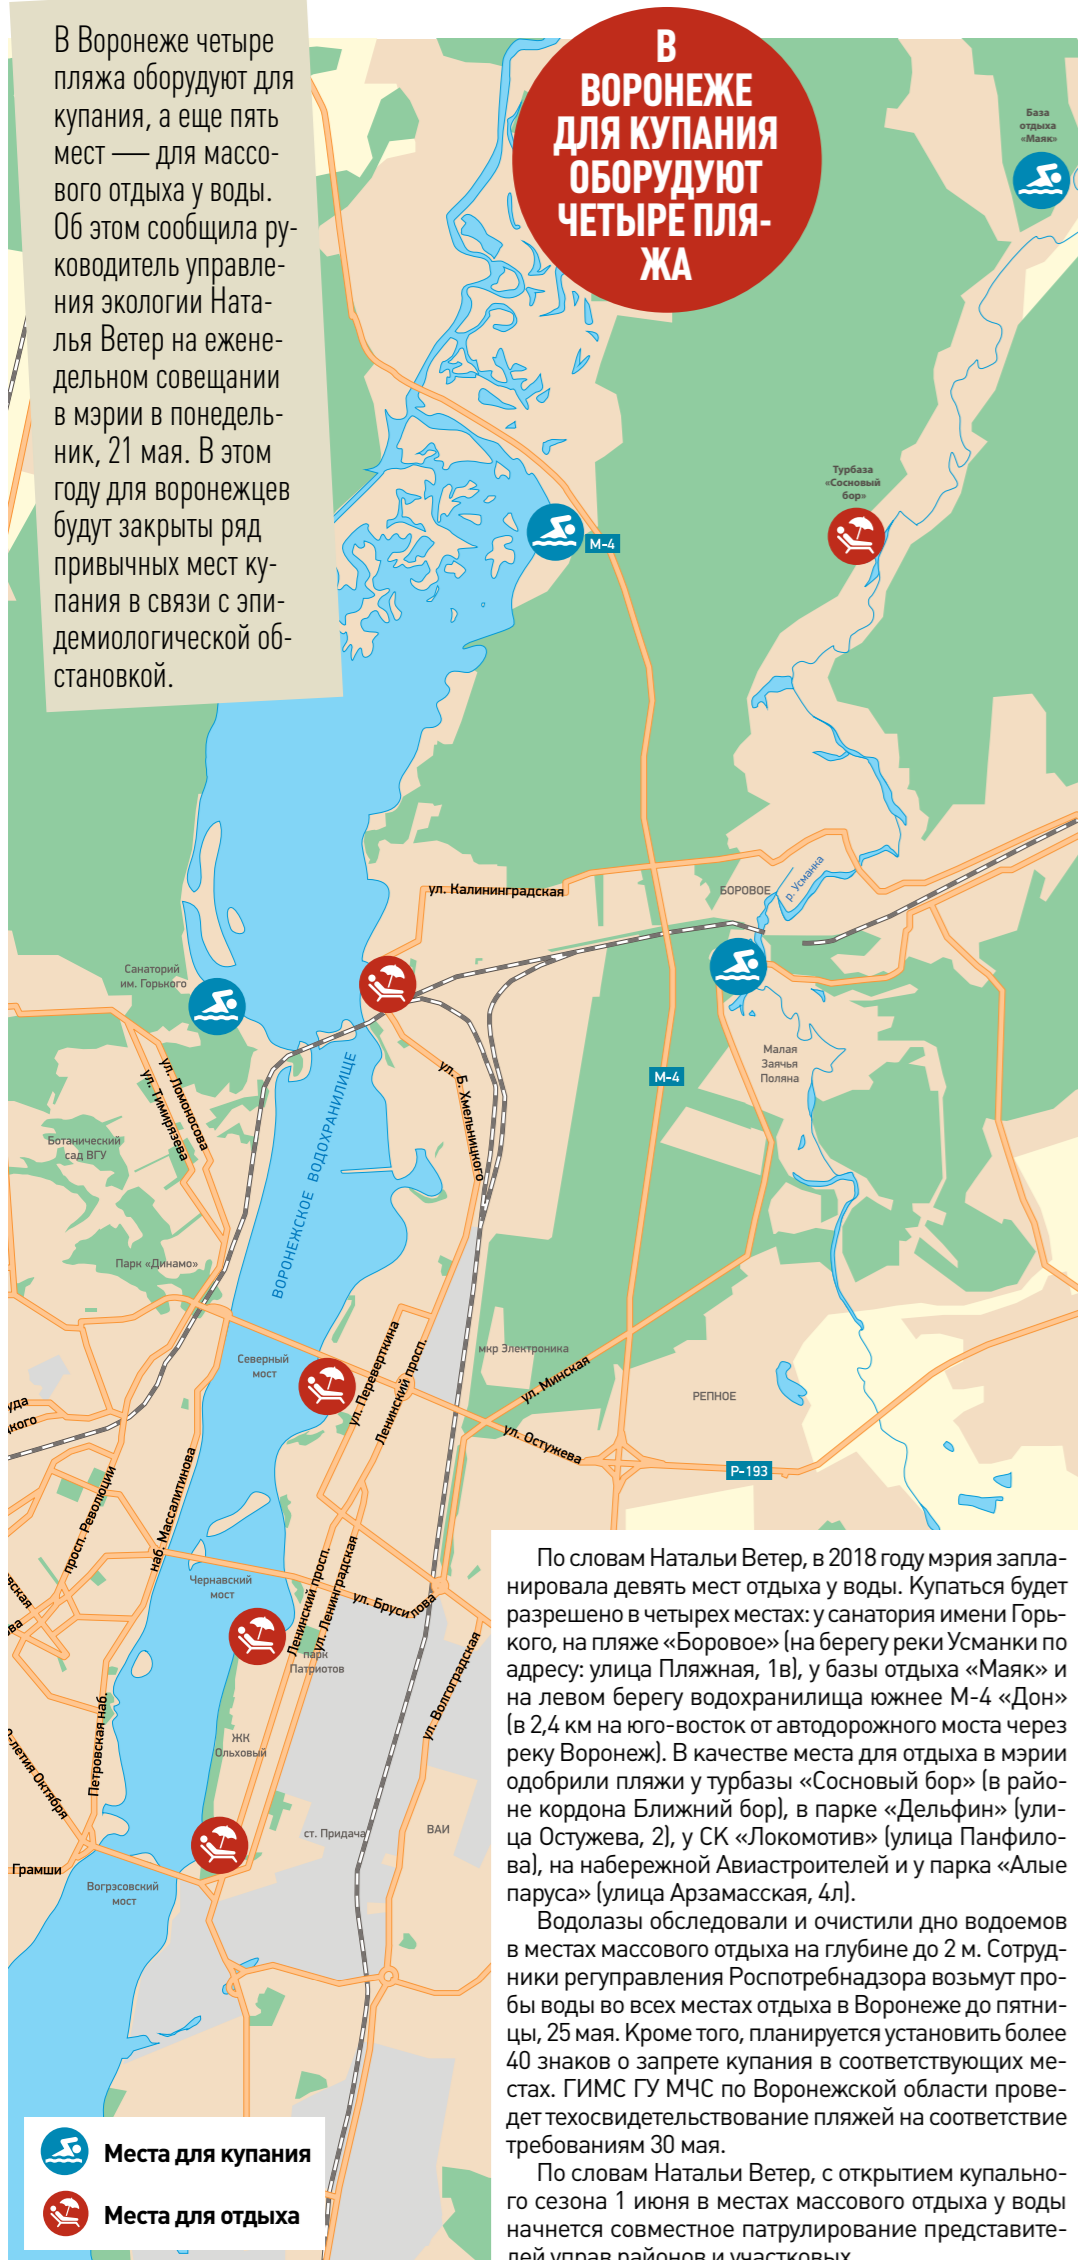 В Воронеже четыре
пляжа оборудуют для
купания, а еще пять
мест — для массо-
вого отдыха у воды.
Об этом сообщила ру-
ководитель управле-
ния экологии Ната-
лья Ветер на ежене-
дельном совещании
в мэрии в понедель-
ник, 21 мая. В этом
году для воронежцев
будут закрыты ряд
привычных мест ку-
пания в связи с эпи-
демиологической об-
становкой.
В
ВОРОНЕЖЕ
ДЛЯ КУПАНИЯ
ОБОРУДУЮТ
ЧЕТЫРЕ ПЛЯ-
ЖА
База
отдыха
«Маяк»
Турбаза
«Сосновый
бор»
М-4
ул. Калининградская
БОРОВОЕ
р. Усманка
Санаторий
им. Горького
Малая
Заячья
Поляна
М-4
ул. Ломоносова
ул. Тимирязева
ул. Б. Хмельницкого
ВОРОНЕЖСКОЕ ВОДОХРАНИЛИЩЕ
Ботанический
сад ВГУ
Парк «Динамо»
Северный
мост
ул. Переверткина
Ленинский просп.
мкр Электроника
ул. Минская
РЕПНОЕ
ул. Остужева
Р-193
уда
кого
просп. Революции
наб. Массалитинова
Чернавский
мост
Ленинский просп.
ул. Ленинградская
ул. Брусилова
парк
Патриотов
ул. Волгоградская
вская
ва
Петровская наб.
ЖК
Ольховый
0-летия Октября
ст. Придача
ВАИ
Грамши
Вогрэсовский
мост
Места для купания
Места для отдыха
По словам Натальи Ветер, в 2018 году мэрия запла-
нировала девять мест отдыха у воды. Купаться будет
разрешено в четырех местах: у санатория имени Горь-
кого, на пляже «Боровое» (на берегу реки Усманки по
адресу: улица Пляжная, 1в), у базы отдыха «Маяк» и
на левом берегу водохранилища южнее М-4 «Дон»
(в 2,4 км на юго-восток от автодорожного моста через
реку Воронеж). В качестве места для отдыха в мэрии
одобрили пляжи у турбазы «Сосновый бор» (в райо-
не кордона Ближний бор), в парке «Дельфин» (ули-
ца Остужева, 2), у СК «Локомотив» (улица Панфило-
ва), на набережной Авиастроителей и у парка «Алые
паруса» (улица Арзамасская, 4л).
Водолазы обследовали и очистили дно водоемов
в местах массового отдыха на глубине до 2 м. Сотруд-
ники регуправления Роспотребнадзора возьмут про-
бы воды во всех местах отдыха в Воронеже до пятни-
цы, 25 мая. Кроме того, планируется установить более
40 знаков о запрете купания в соответствующих ме-
стах. ГИМС ГУ МЧС по Воронежской области прове-
дет техосвидетельствование пляжей на соответствие
требованиям 30 мая.
По словам Натальи Ветер, с открытием купально-
го сезона 1 июня в местах массового отдыха у воды
начнется совместное патрулирование представите-
лей управ районов и участковых.